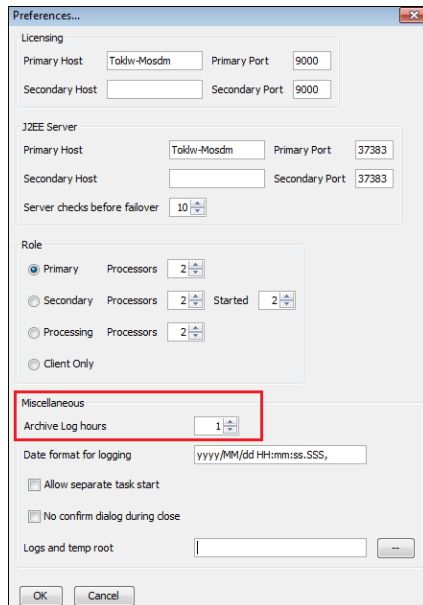 Preferences...
Licensing
Primary Host Toklw-Mosdm Primary Port 9000
Secondary Host Secondary Port 9000
J2EE Server
Primary Host Toklw-Mosdm Primary Port 37383
Secondary Host Secondary Port 37383
Server checks before failover 10
Role
Primary Processors 2
Secondary Processors 2 Started 2
Processing Processors 2
Client Only
Miscellaneous
Archive Log hours 1
Date format for logging yyyy/MM/dd HH:mm:ss.SSS,
Allow separate task start
No confirm dialog during close
Logs and temp root --
OK Cancel